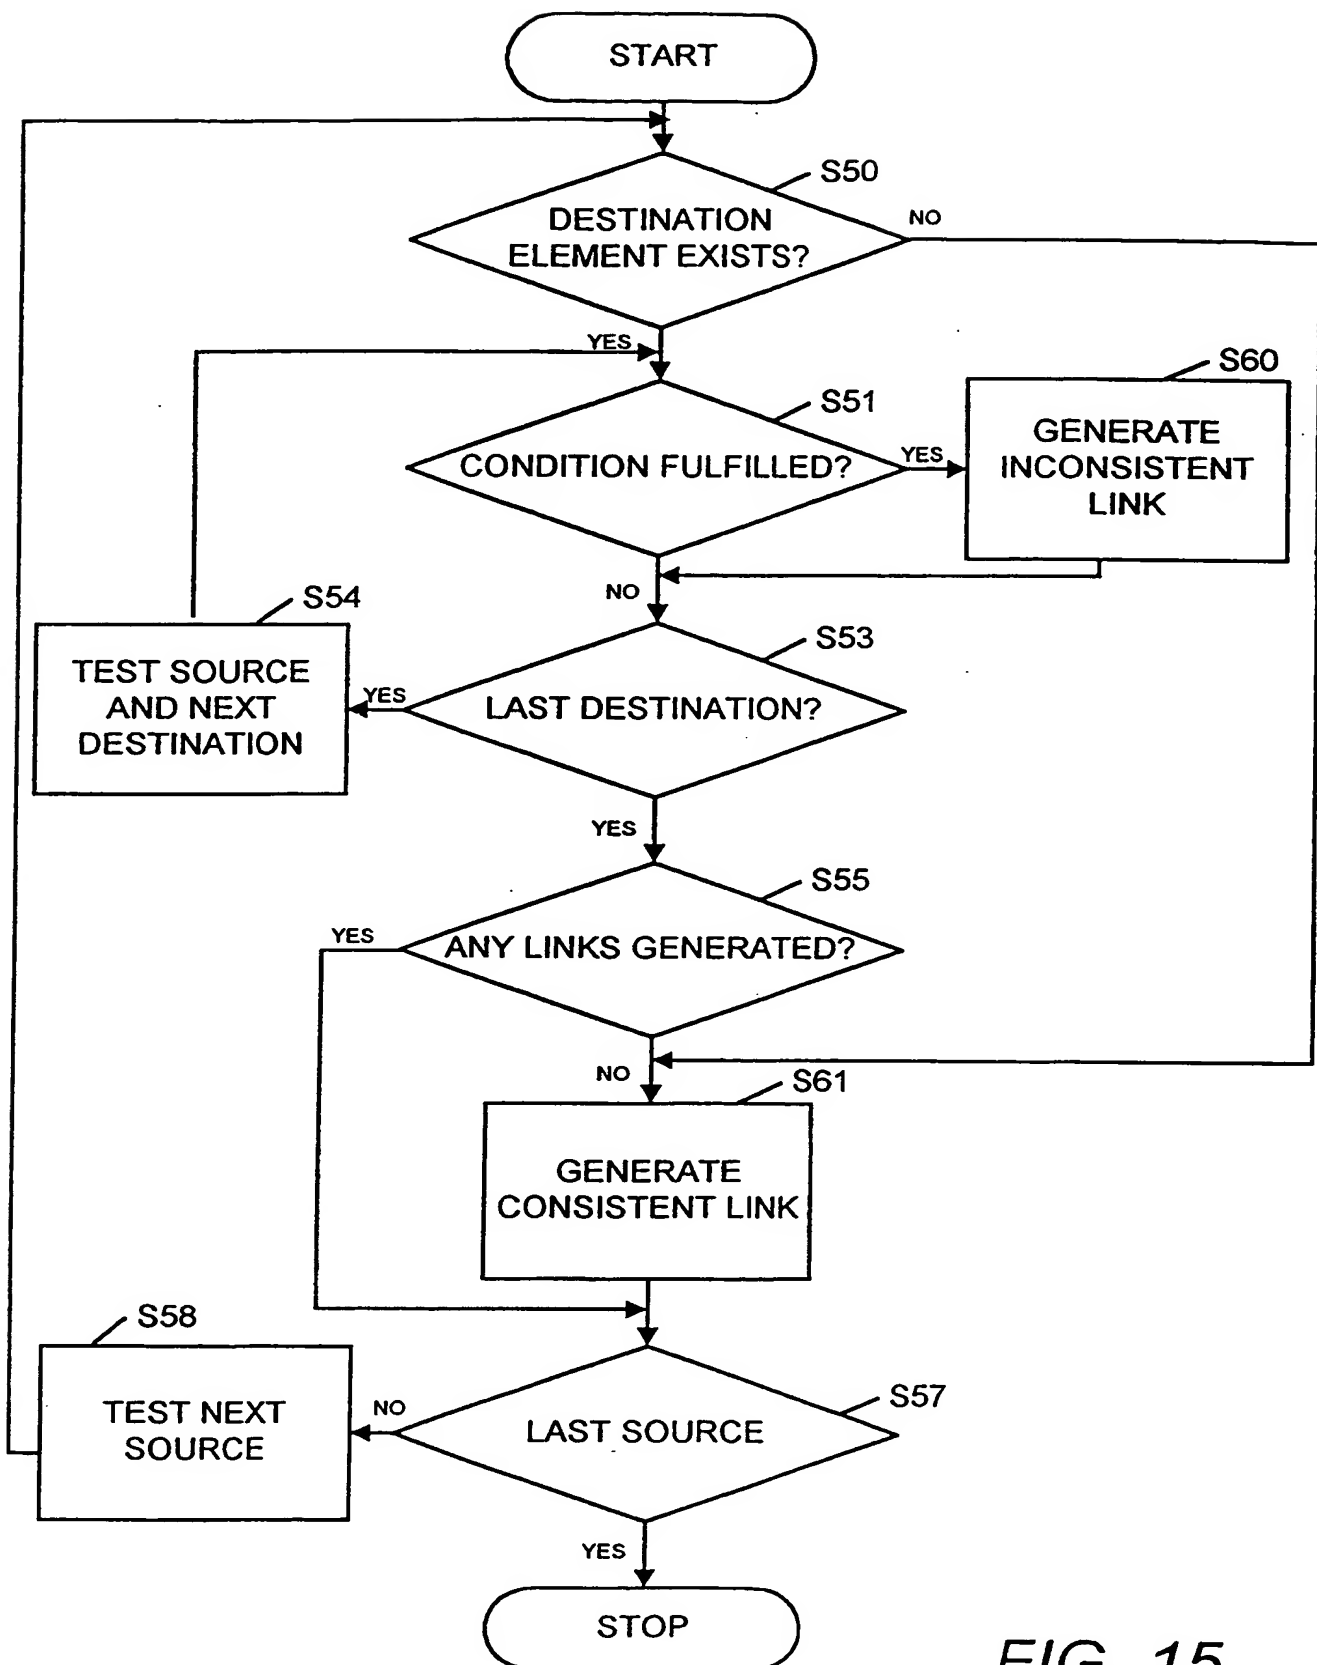 START
S50
DESTINATION
ELEMENT EXISTS?
NO
YES
S60
S51
CONDITION FULFILLED?
YES
GENERATE
INCONSISTENT
LINK
NO
S54
S53
TEST SOURCE
AND NEXT
DESTINATION
YES
LAST DESTINATION?
YES
S55
YES
ANY LINKS GENERATED?
NO
S61
GENERATE
CONSISTENT LINK
S58
S57
TEST NEXT
SOURCE
NO
LAST SOURCE
YES
STOP
FIG. 15